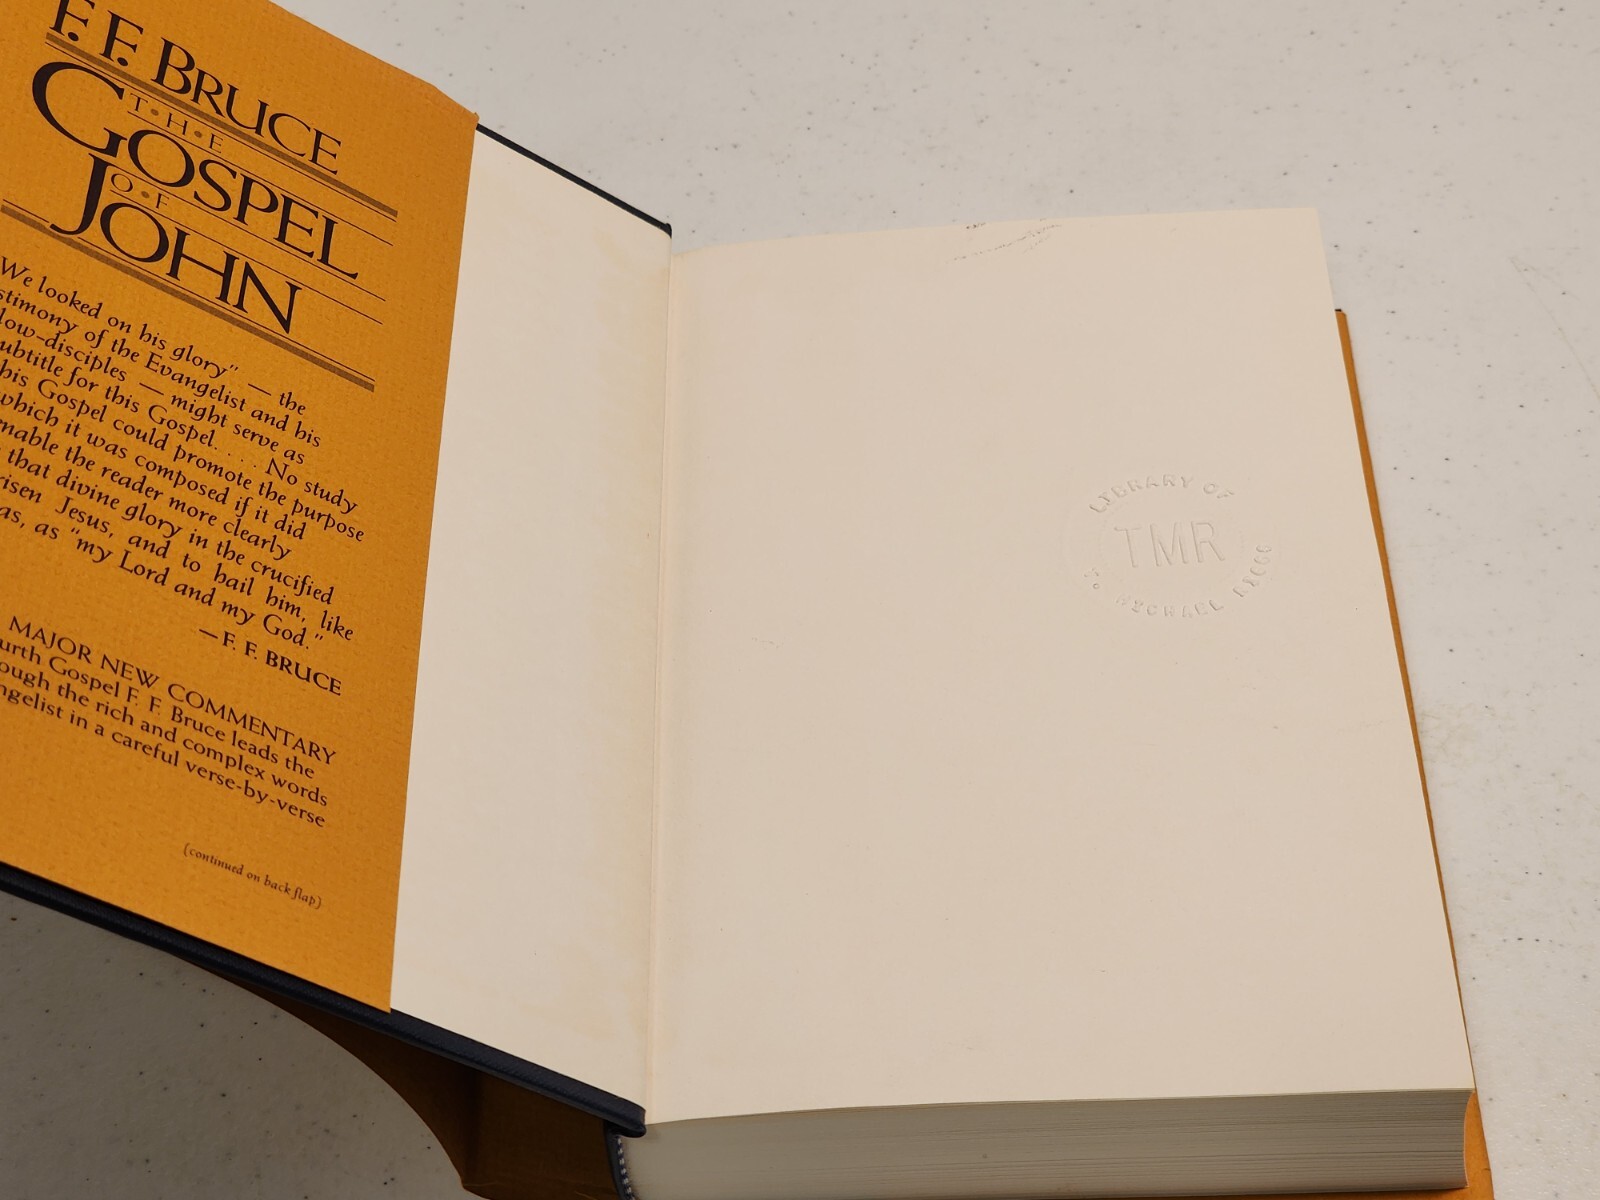 F. F. BRUCE
T·H·E
GOSPEL
O·F
JOHN
We looked on his glory" — the
stimony of the Evangelist and his
low-disciples — might serve as
ubtitle for this Gospel. . . . No study
his Gospel could promote the purpose
which it was composed if it did
nable the reader more clearly
that divine glory in the crucified
risen Jesus, and to hail him, like
as, as "my Lord and my God."
—F. F. BRUCE
MAJOR NEW COMMENTARY
urth Gospel F. F. Bruce leads the
ough the rich and complex words
ngelist in a careful verse-by-verse
(continued on back flap)
LIBRARY OF
TMR
MICHAEL